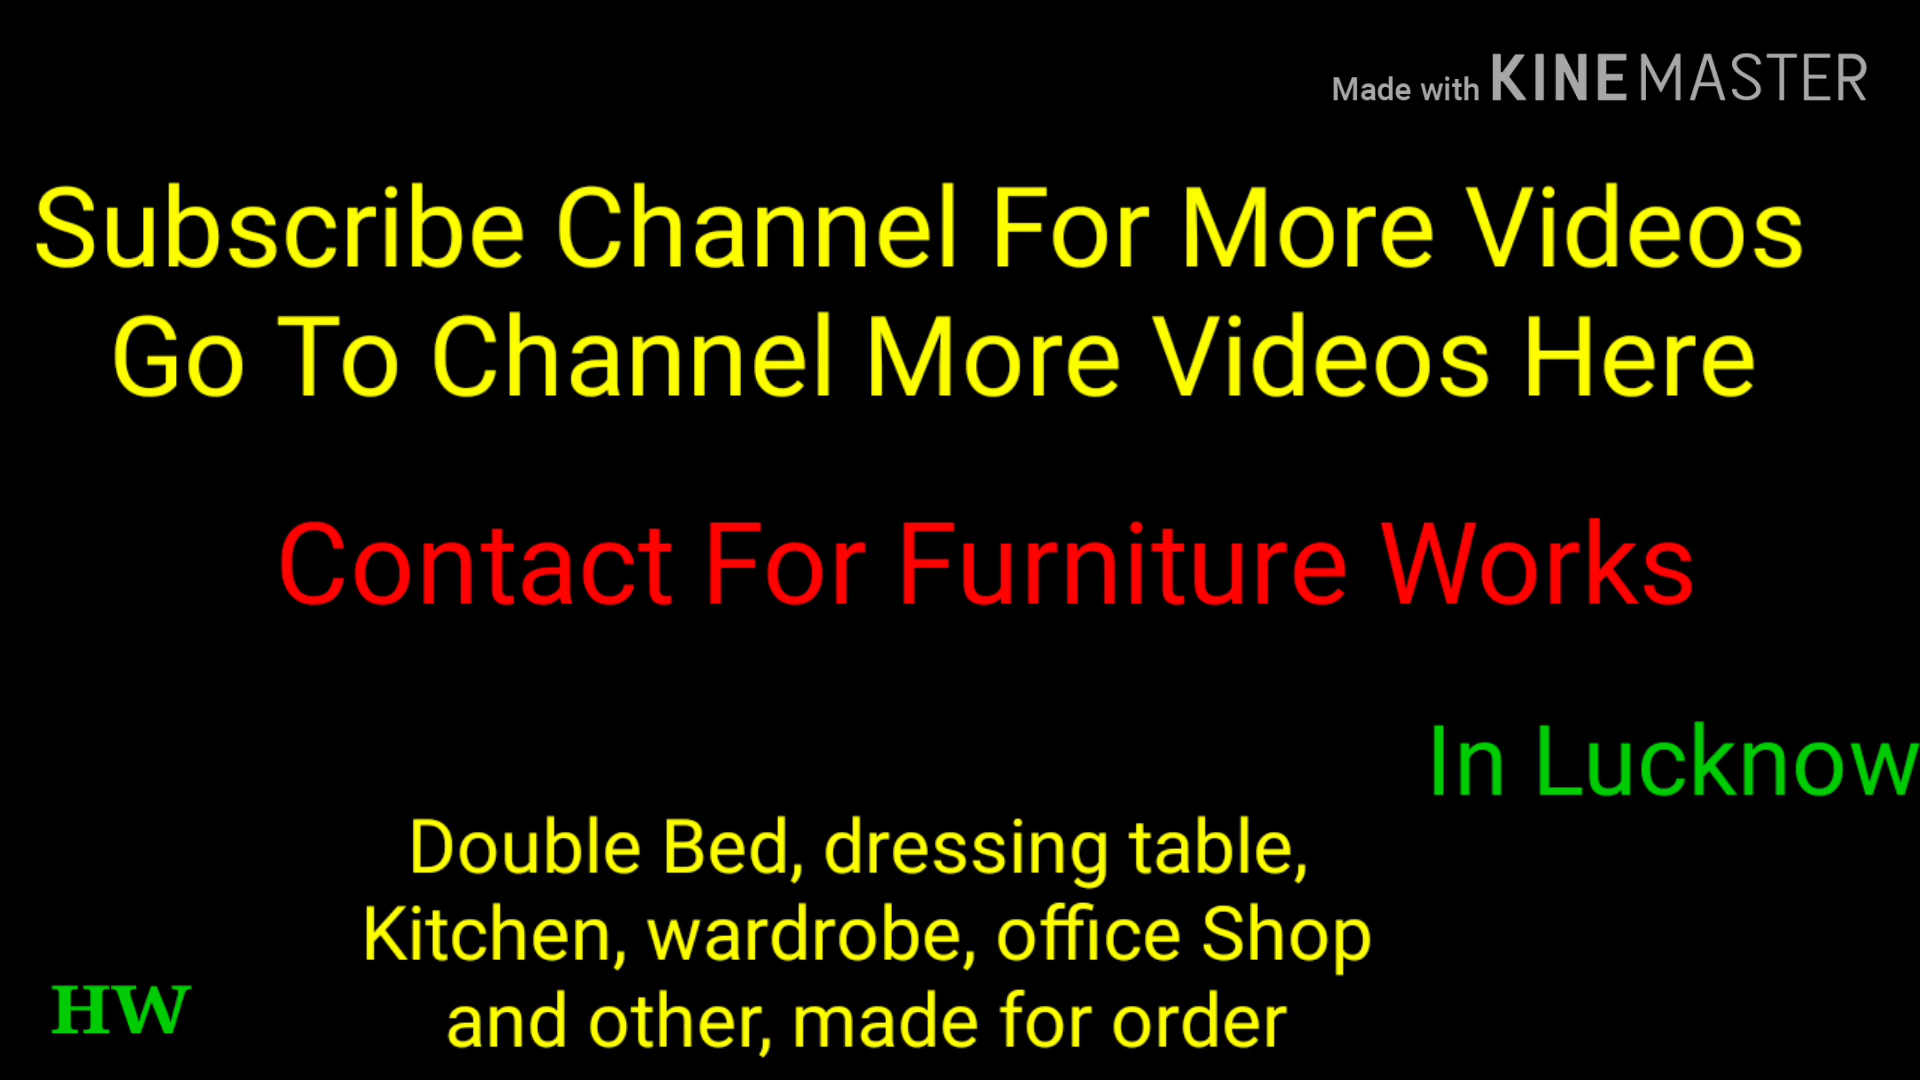 Made with KINEMASTER
Subscribe Channel For More Videos
Go To Channel More Videos Here
Contact For Furniture Works
In Lucknow
Double Bed, dressing table,
Kitchen, wardrobe, office Shop
and other, made for order
HW